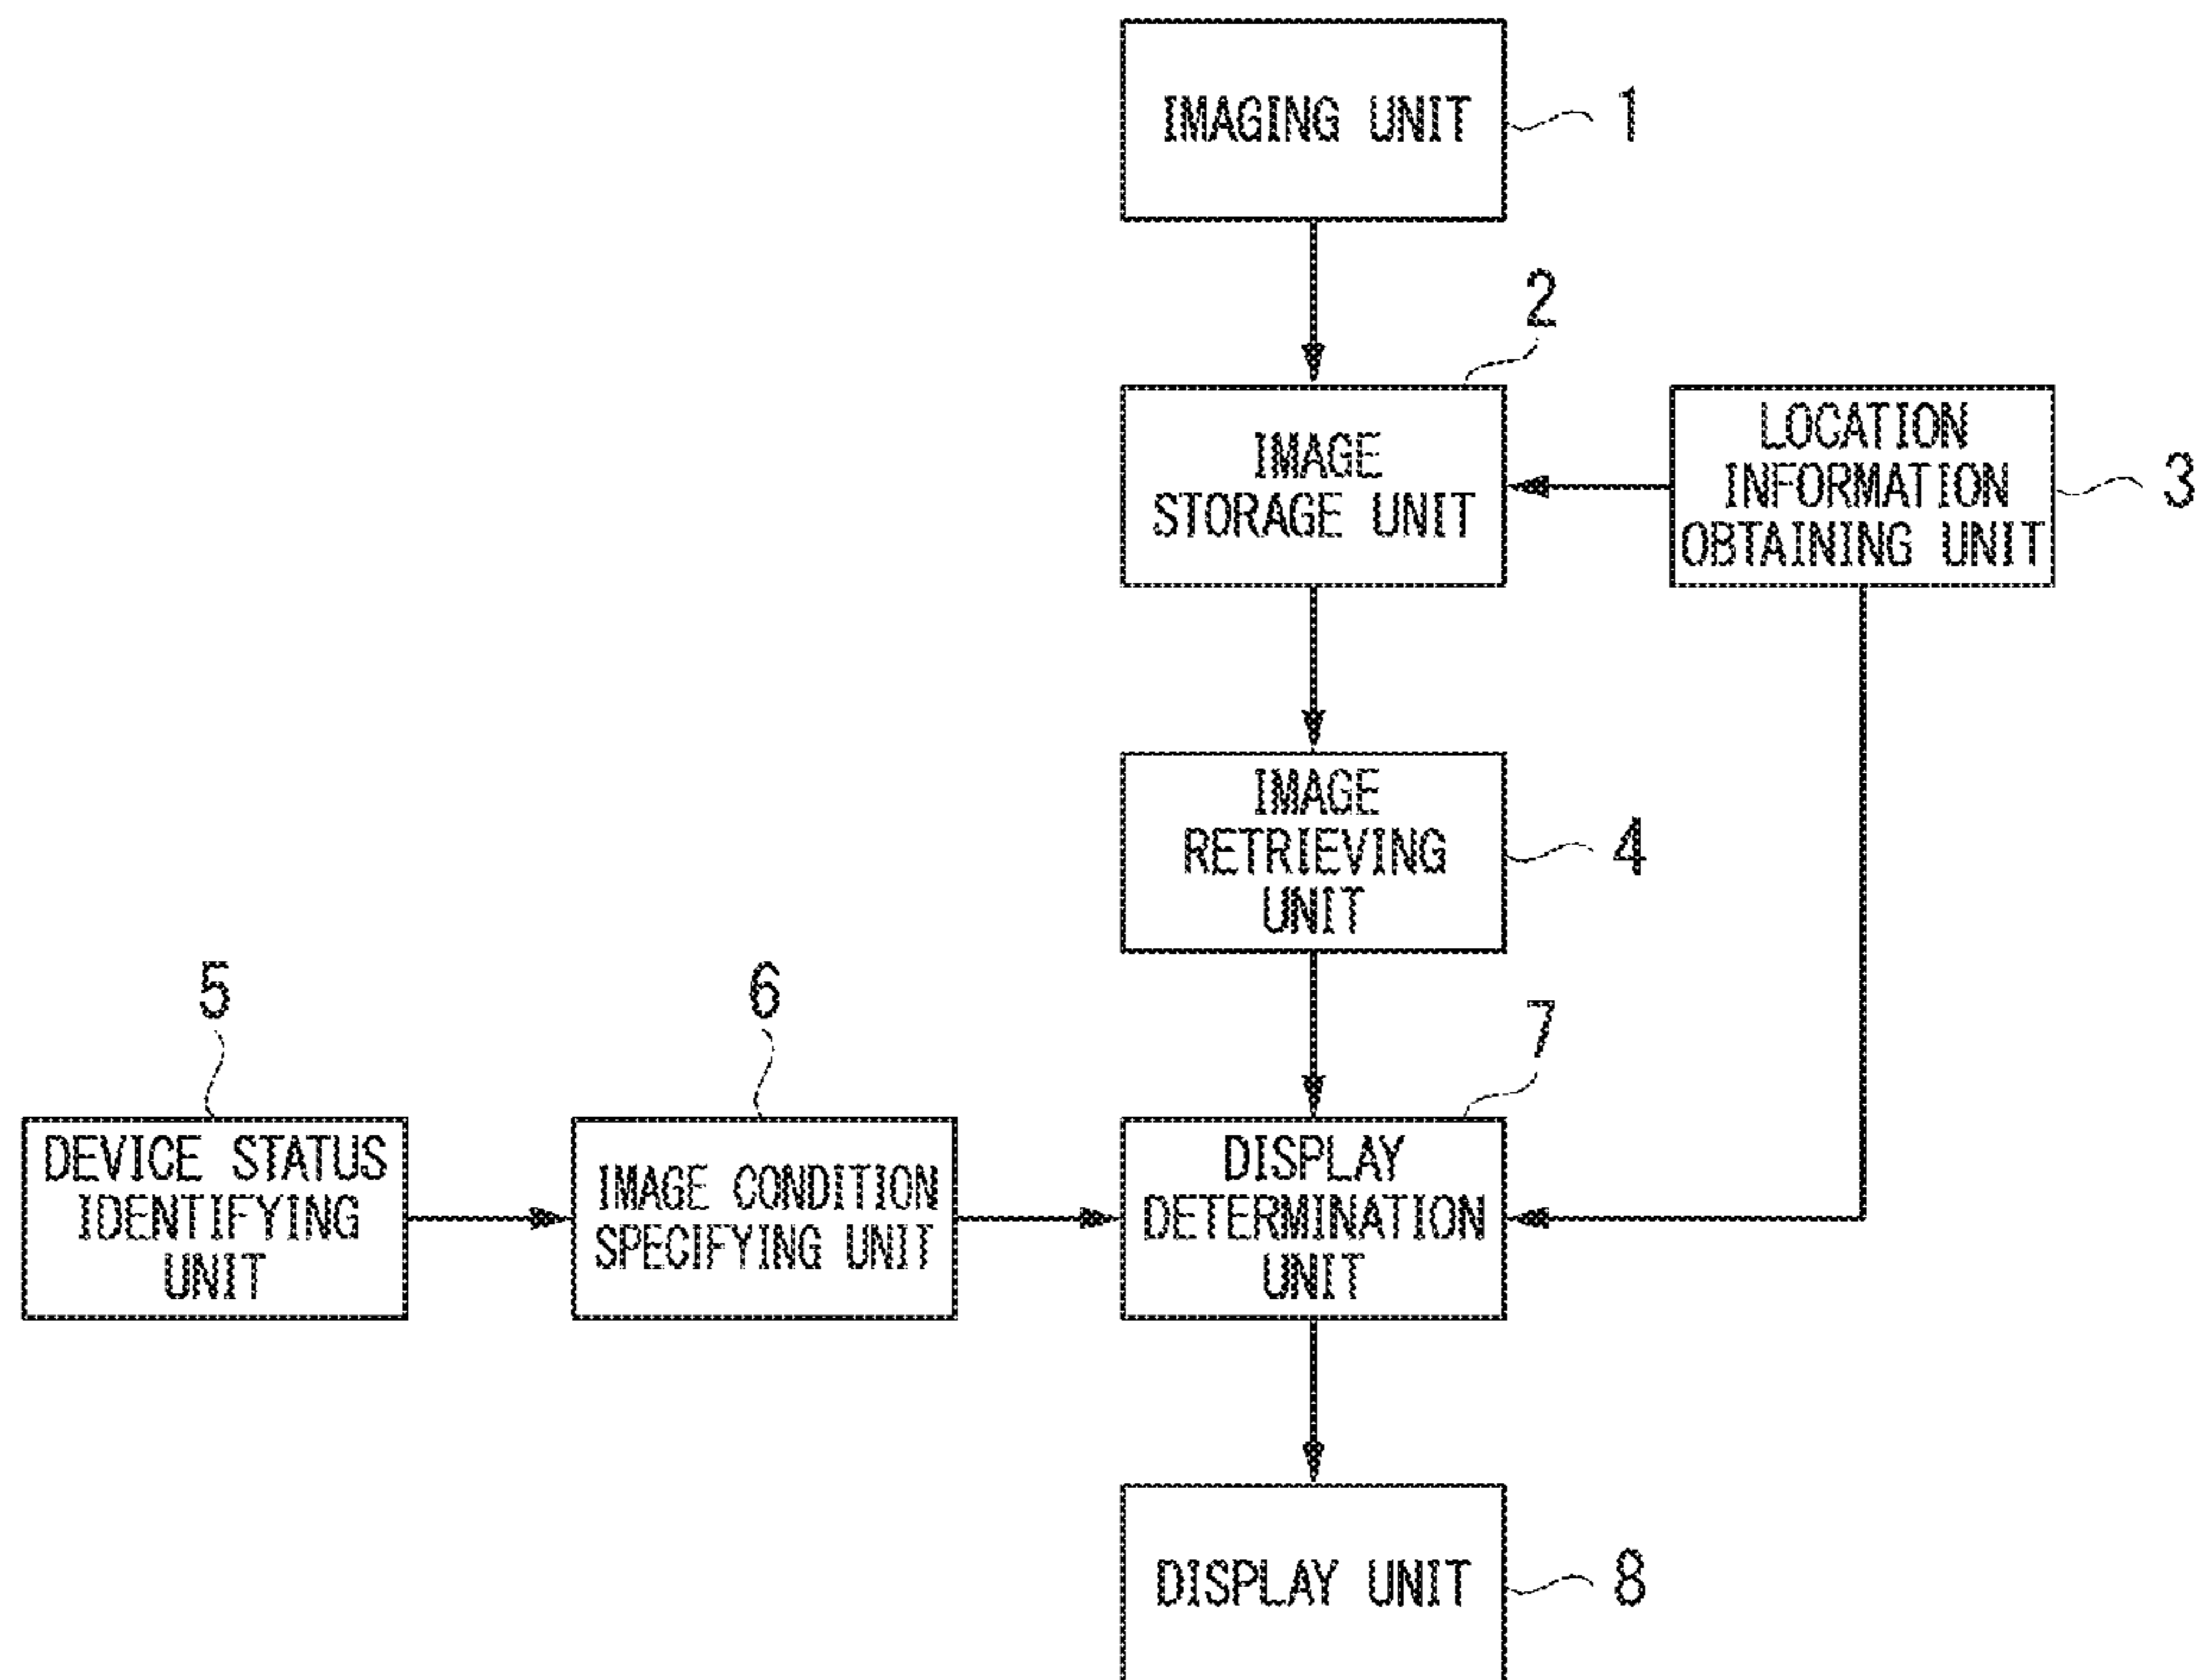 IMAGING UNIT
1
2
IMAGE
STORAGE UNIT
LOCATION
INFORMATION
OBTAINING UNIT
3
IMAGE
RETRIEVING
UNIT
4
5
DEVICE STATUS
IDENTIFYING
UNIT
6
IMAGE CONDITION
SPECIFYING UNIT
7
DISPLAY
DETERMINATION
UNIT
DISPLAY UNIT
8